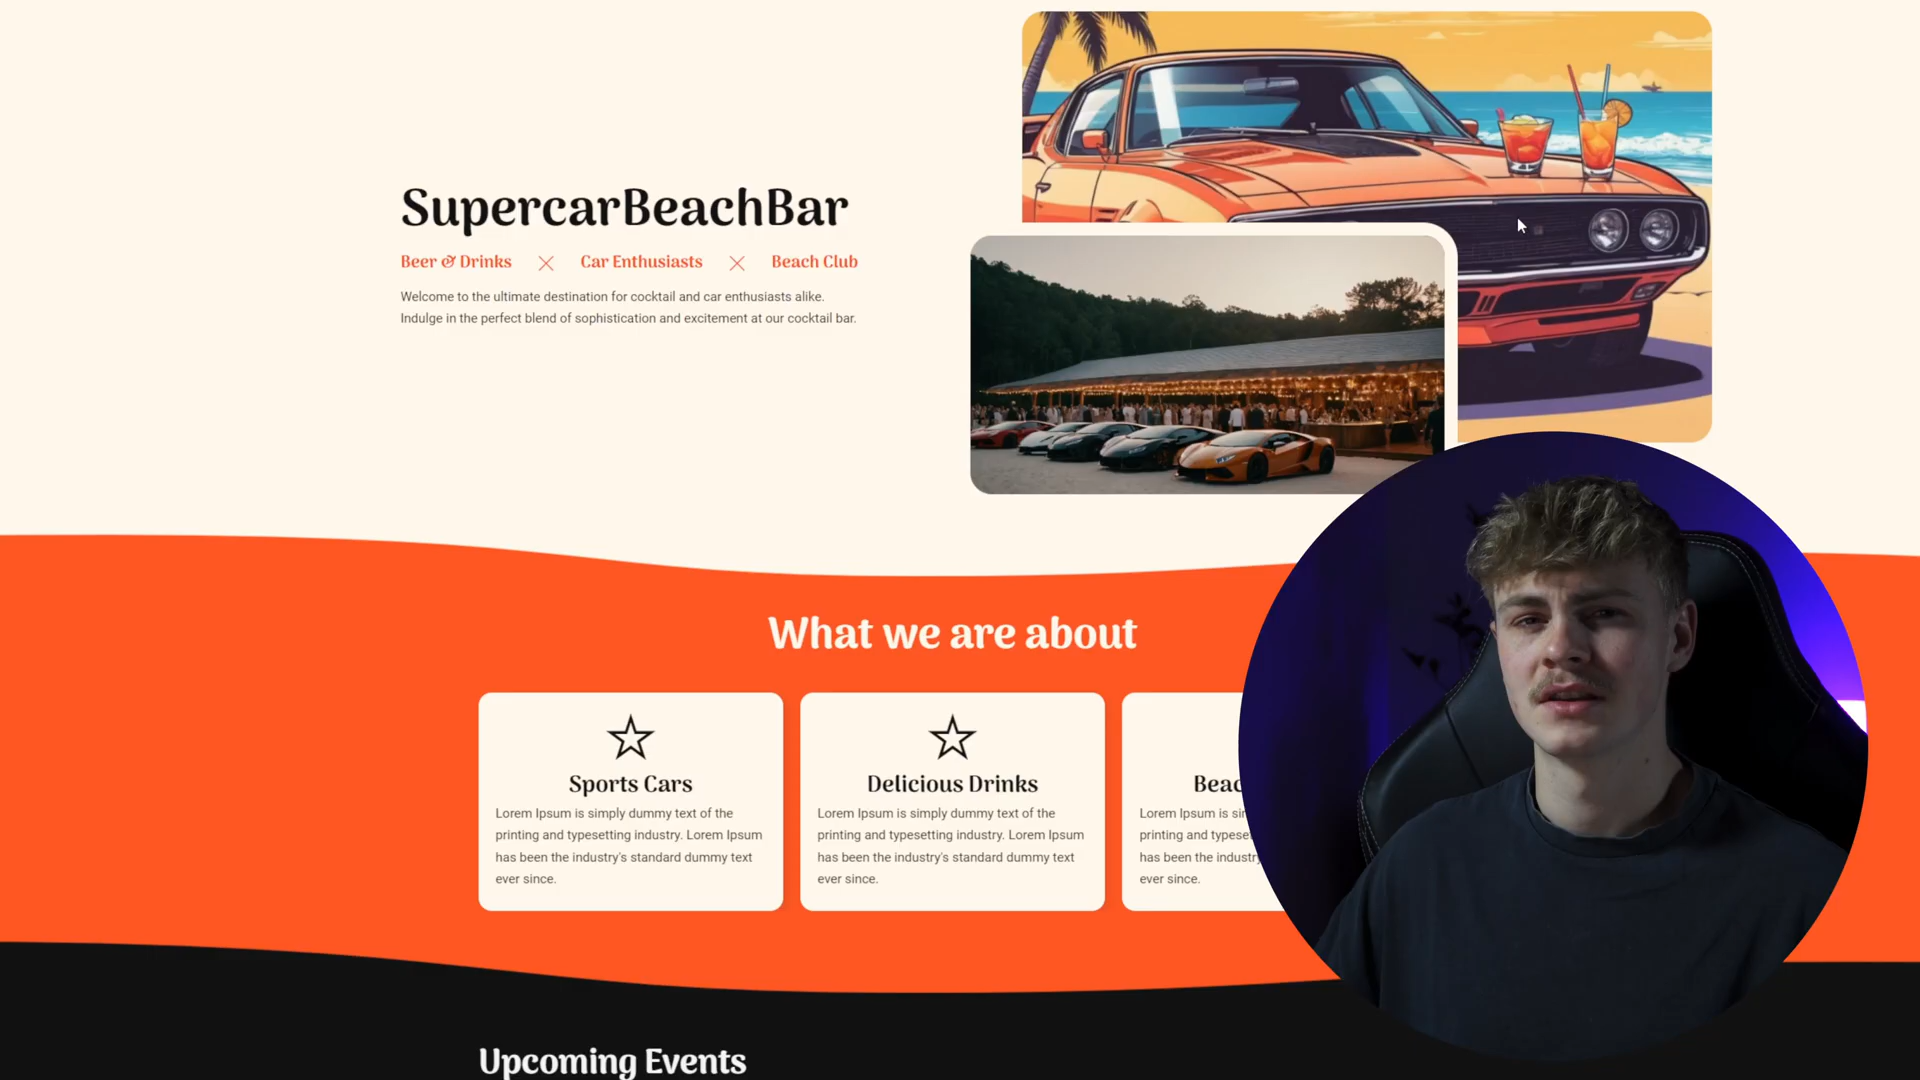 SupercarBeachBar
Beer & Drinks
Car Enthusiasts
Beach Club
Welcome to the ultimate destination for cocktail and car enthusiasts alike.
Indulge in the perfect blend of sophistication and excitement at our cocktail bar.
What we are about
Sports Cars
Lorem Ipsum is simply dummy text of the
printing and typesetting industry. Lorem Ipsum
has been the industry's standard dummy text
ever since.
Delicious Drinks
Lorem Ipsum is simply dummy text of the
printing and typesetting industry. Lorem Ipsum
has been the industry's standard dummy text
ever since.
Lorem Ipsum is
printing and
has been the
ever since.
Upcoming Events